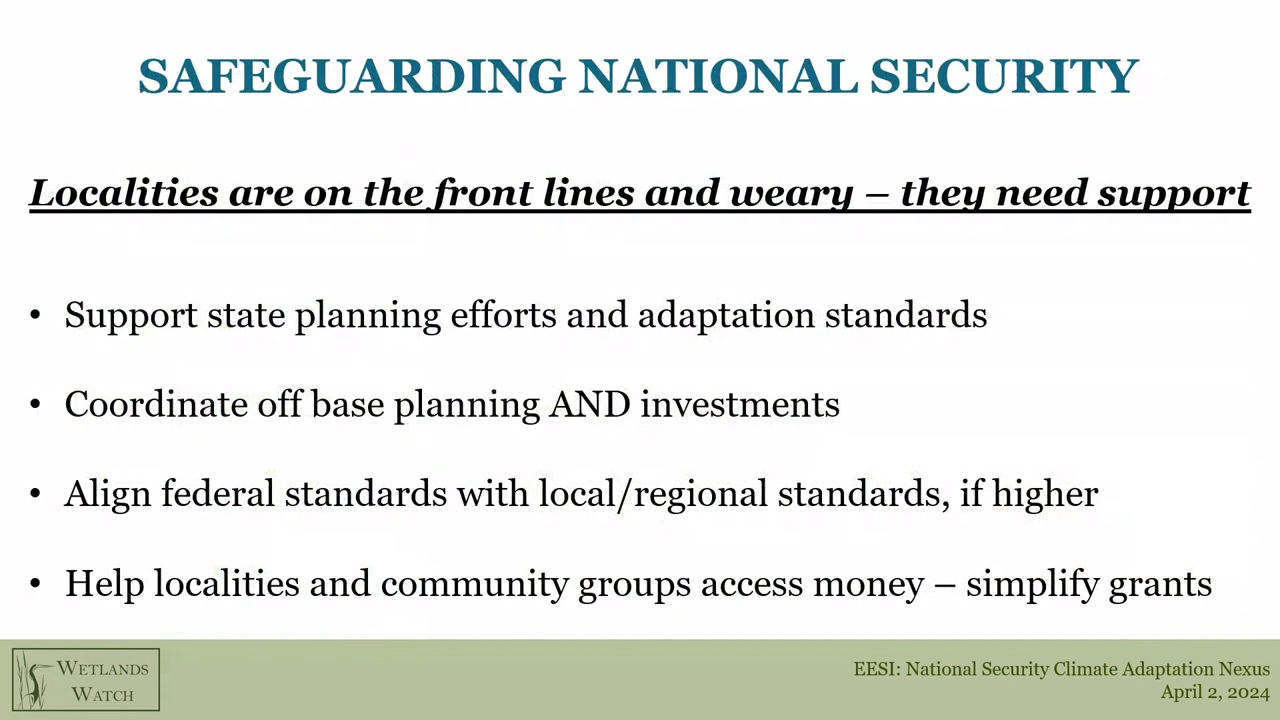 SAFEGUARDING NATIONAL SECURITY
Localities are on the front lines and weary – they need support
• Support state planning efforts and adaptation standards
• Coordinate off base planning AND investments
• Align federal standards with local/regional standards, if higher
• Help localities and community groups access money – simplify grants
WETLANDS
WATCH
EESI: National Security Climate Adaptation Nexus
April 2, 2024